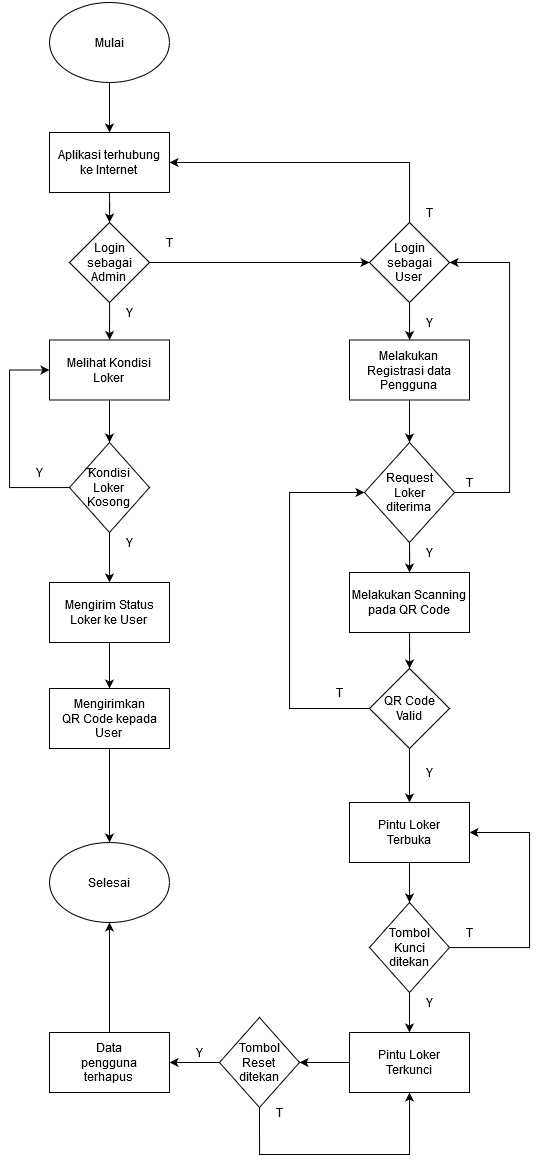 Mulai
Aplikasi terhubung
ke Internet
T
Login
sebagai
Admin
T
Login
sebagai
User
Y
Y
Melihat Kondisi
Loker
Melakukan
Registrasi data
Pengguna
Y
Kondisi
Loker
Kosong
T
Request
Loker
diterima
T
Y
Y
Mengirim Status
Loker ke User
Melakukan Scanning
pada QR Code
Mengirimkan
QR Code kepada
User
T
QR Code
Valid
Y
Pintu Loker
Terbuka
Selesai
Tombol
Kunci
ditekan
T
Y
Data
pengguna
terhapus
Y
Tombol
Reset
ditekan
Pintu Loker
Terkunci
T